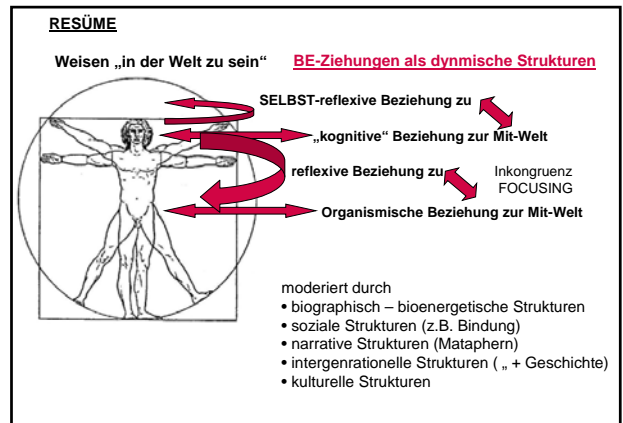 RESÜME
Weisen „in der Welt zu sein“
BE-Ziehungen als dynmische Strukturen
SELBST-reflexive Beziehung zu
„kognitive“ Beziehung zur Mit-Welt
reflexive Beziehung zu
Inkongruenz
FOCUSING
Organismische Beziehung zur Mit-Welt
moderiert durch
• biographisch – bioenergetische Strukturen
• soziale Strukturen (z.B. Bindung)
• narrative Strukturen (Mataphern)
• intergenrationelle Strukturen ( „ + Geschichte)
• kulturelle Strukturen